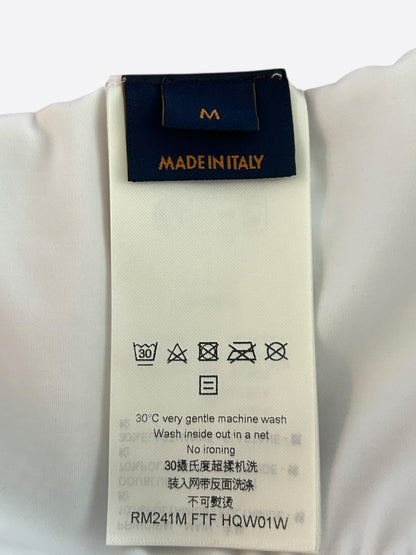 M
MADE IN ITALY
30
30°C very gentle machine wash
Wash inside out in a net
No ironing
30摄氏度超揉机洗
装入网带反面洗涤
不可熨烫
RM241M FTF HQW01W